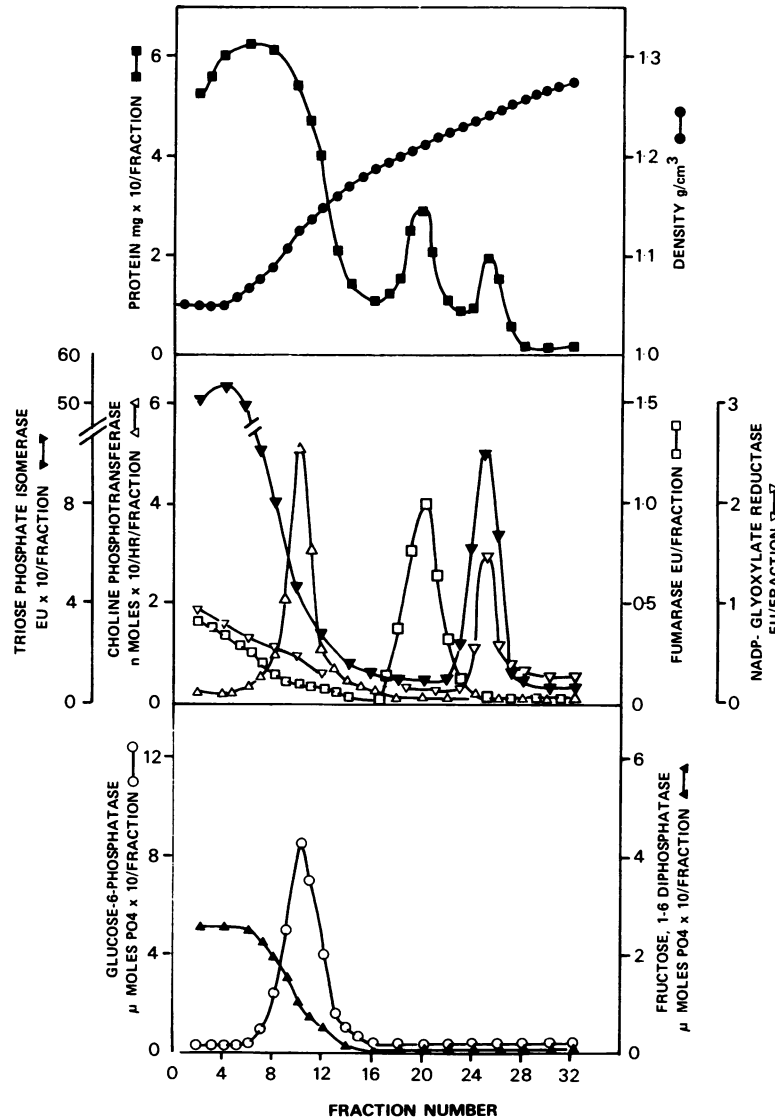 PROTEIN mg x 10/FRACTION
6
4
2
0
1·3
1·2
1·1
1·0
DENSITY g/cm³
TRIOSE PHOSPHATE ISOMERASE
EU x 10/FRACTION
60
50
8
4
0
CHOLINE PHOSPHOTRANSFERASE
n MOLES x 10/HR/FRACTION
6
4
2
0
1·5
1·0
·05
0
FUMARASE EU/FRACTION
3
2
1
0
NADP- GLYOXYLATE REDUCTASE
EU/FRACTION
GLUCOSE-6-PHOSPHATASE
μ MOLES PO4 x 10/FRACTION
12
8
4
0
6
4
2
0
FRUCTOSE, 1-6 DIPHOSPHATASE
μ MOLES PO4 x 10/FRACTION
0 4 8 12 16 20 24 28 32
FRACTION NUMBER